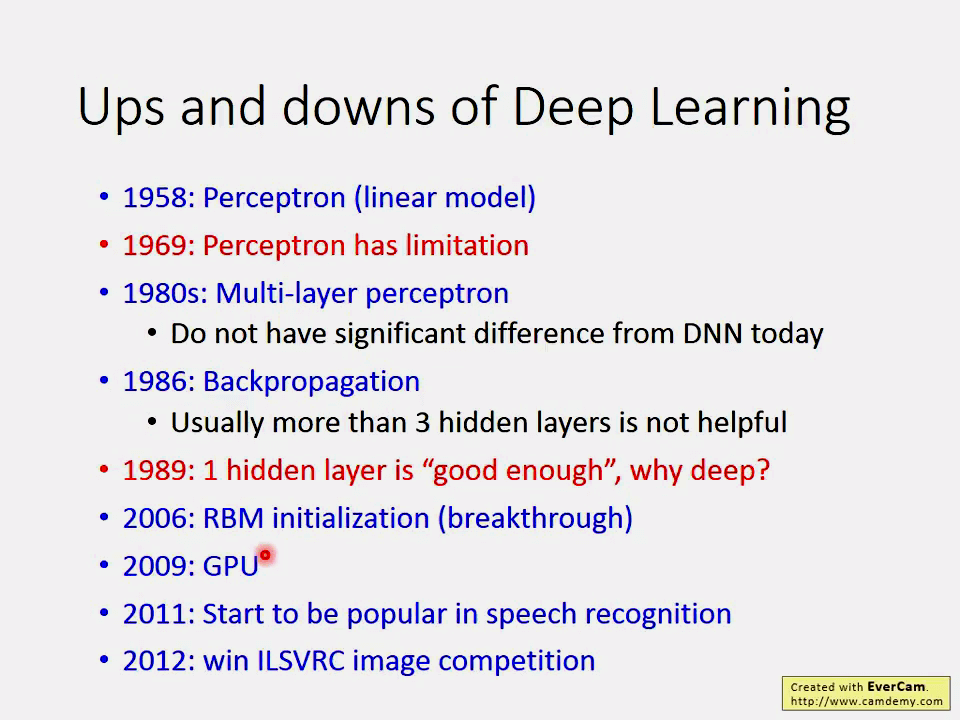 Ups and downs of Deep Learning
• 1958: Perceptron (linear model)
• 1969: Perceptron has limitation
• 1980s: Multi-layer perceptron
• Do not have significant difference from DNN today
• 1986: Backpropagation
• Usually more than 3 hidden layers is not helpful
• 1989: 1 hidden layer is “good enough”, why deep?
• 2006: RBM initialization (breakthrough)
• 2009: GPU
• 2011: Start to be popular in speech recognition
• 2012: win ILSVRC image competition
Created with EverCam.
http://www.camdemy.com